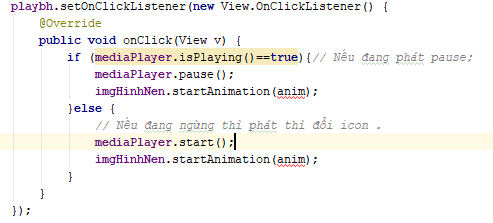 playbh.setOnClickListener(new View.OnClickListener() {
@Override
public void onClick(View v) {
if (mediaPlayer.isPlaying()==true){// Nếu đang phát pause;
mediaPlayer.pause();
imgHinhNen.startAnimation(anim);
}else {
// Nếu đang ngừng thì phát thì đổi icon .
mediaPlayer.start();
imgHinhNen.startAnimation(anim);
}
}
});